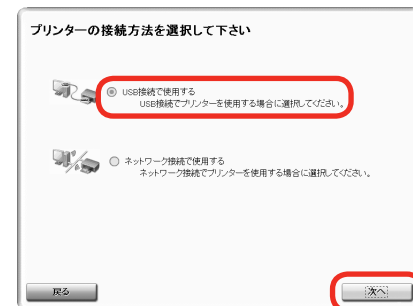 プリンターの接続方法を選択して下さい
USB接続で使用する
USB接続でプリンターを使用する場合に選択してください。
ネットワーク接続で使用する
ネットワーク接続でプリンターを使用する場合に選択してください。
戻る
次へ